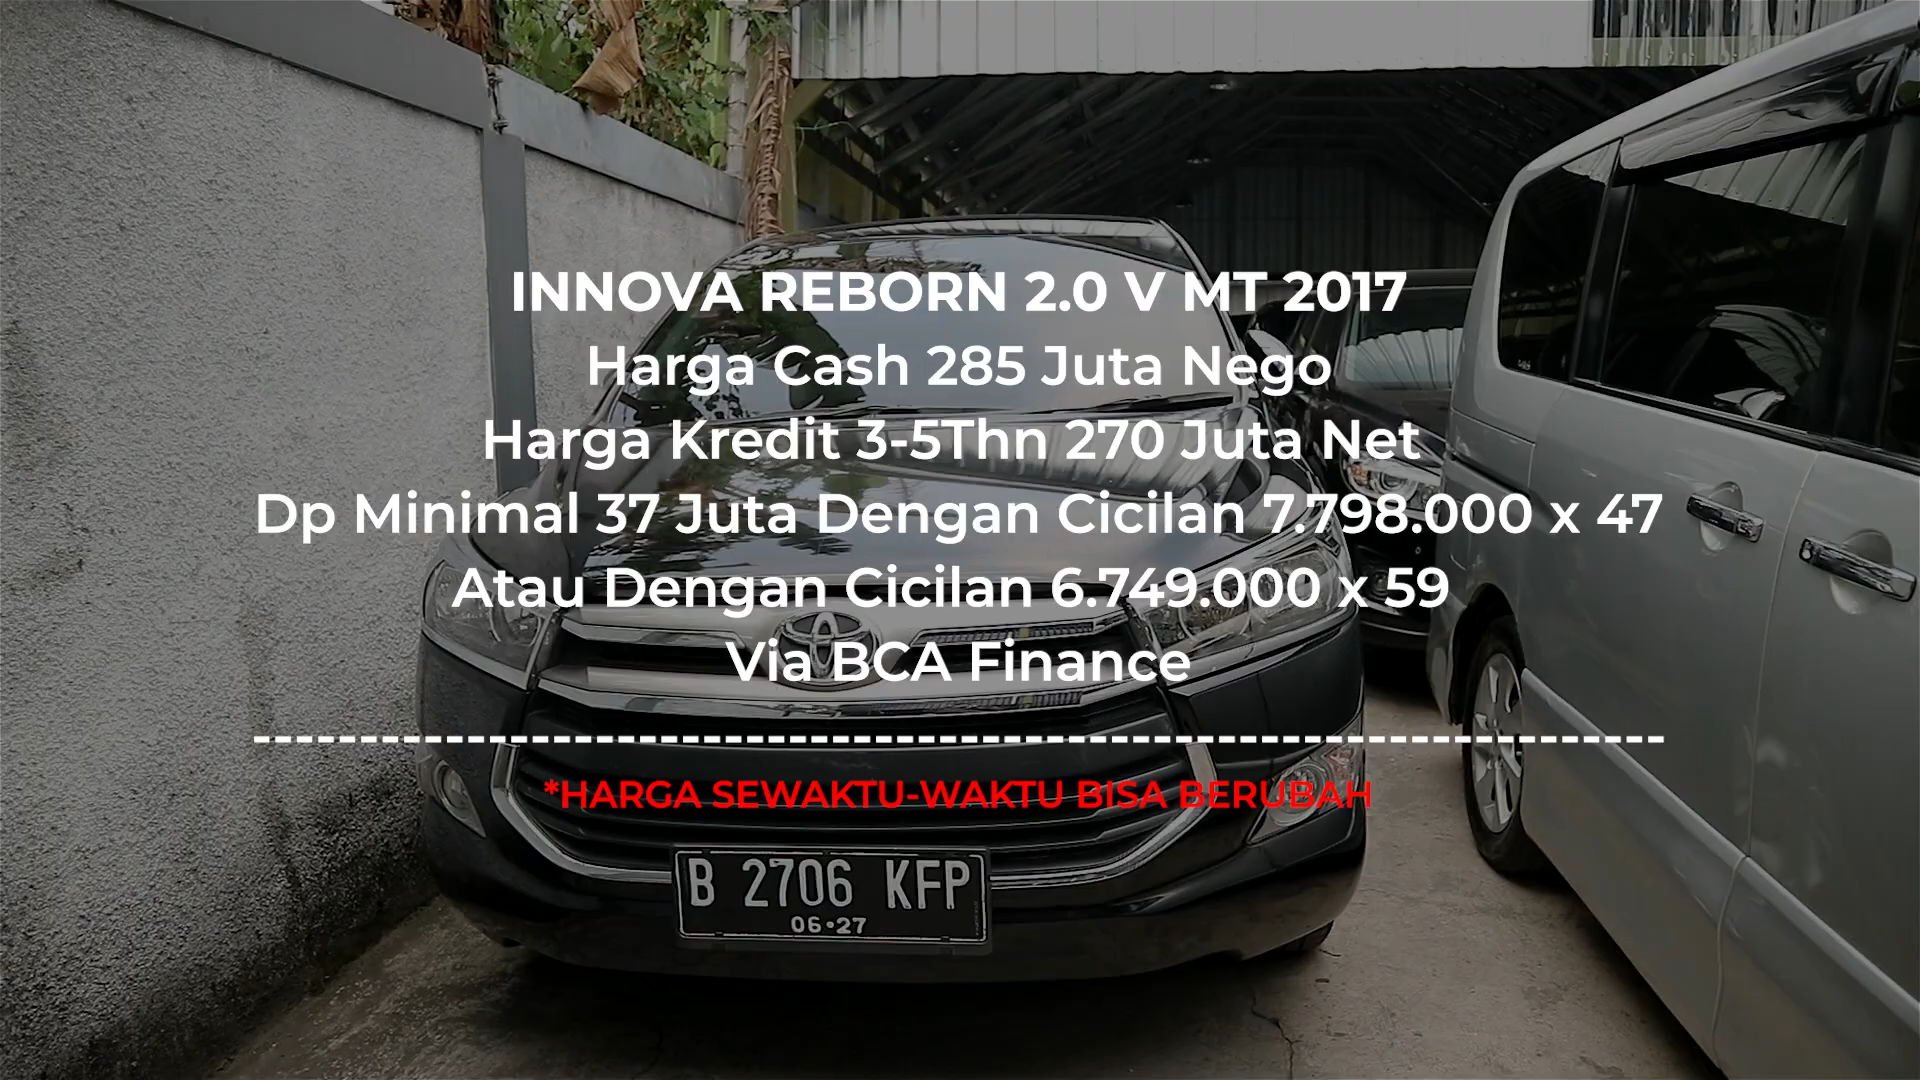 INNOVA REBORN 2.0 V MT 2017
Harga Cash 285 Juta Nego
Harga Kredit 3-5Thn 270 Juta Net
Dp Minimal 37 Juta Dengan Cicilan 7.798.000 x 47
Atau Dengan Cicilan 6.749.000 x 59
Via BCA Finance
------------------------------------------------------------------
*HARGA SEWAKTU-WAKTU BISA BERUBAH
B 2706 KFP
06•27